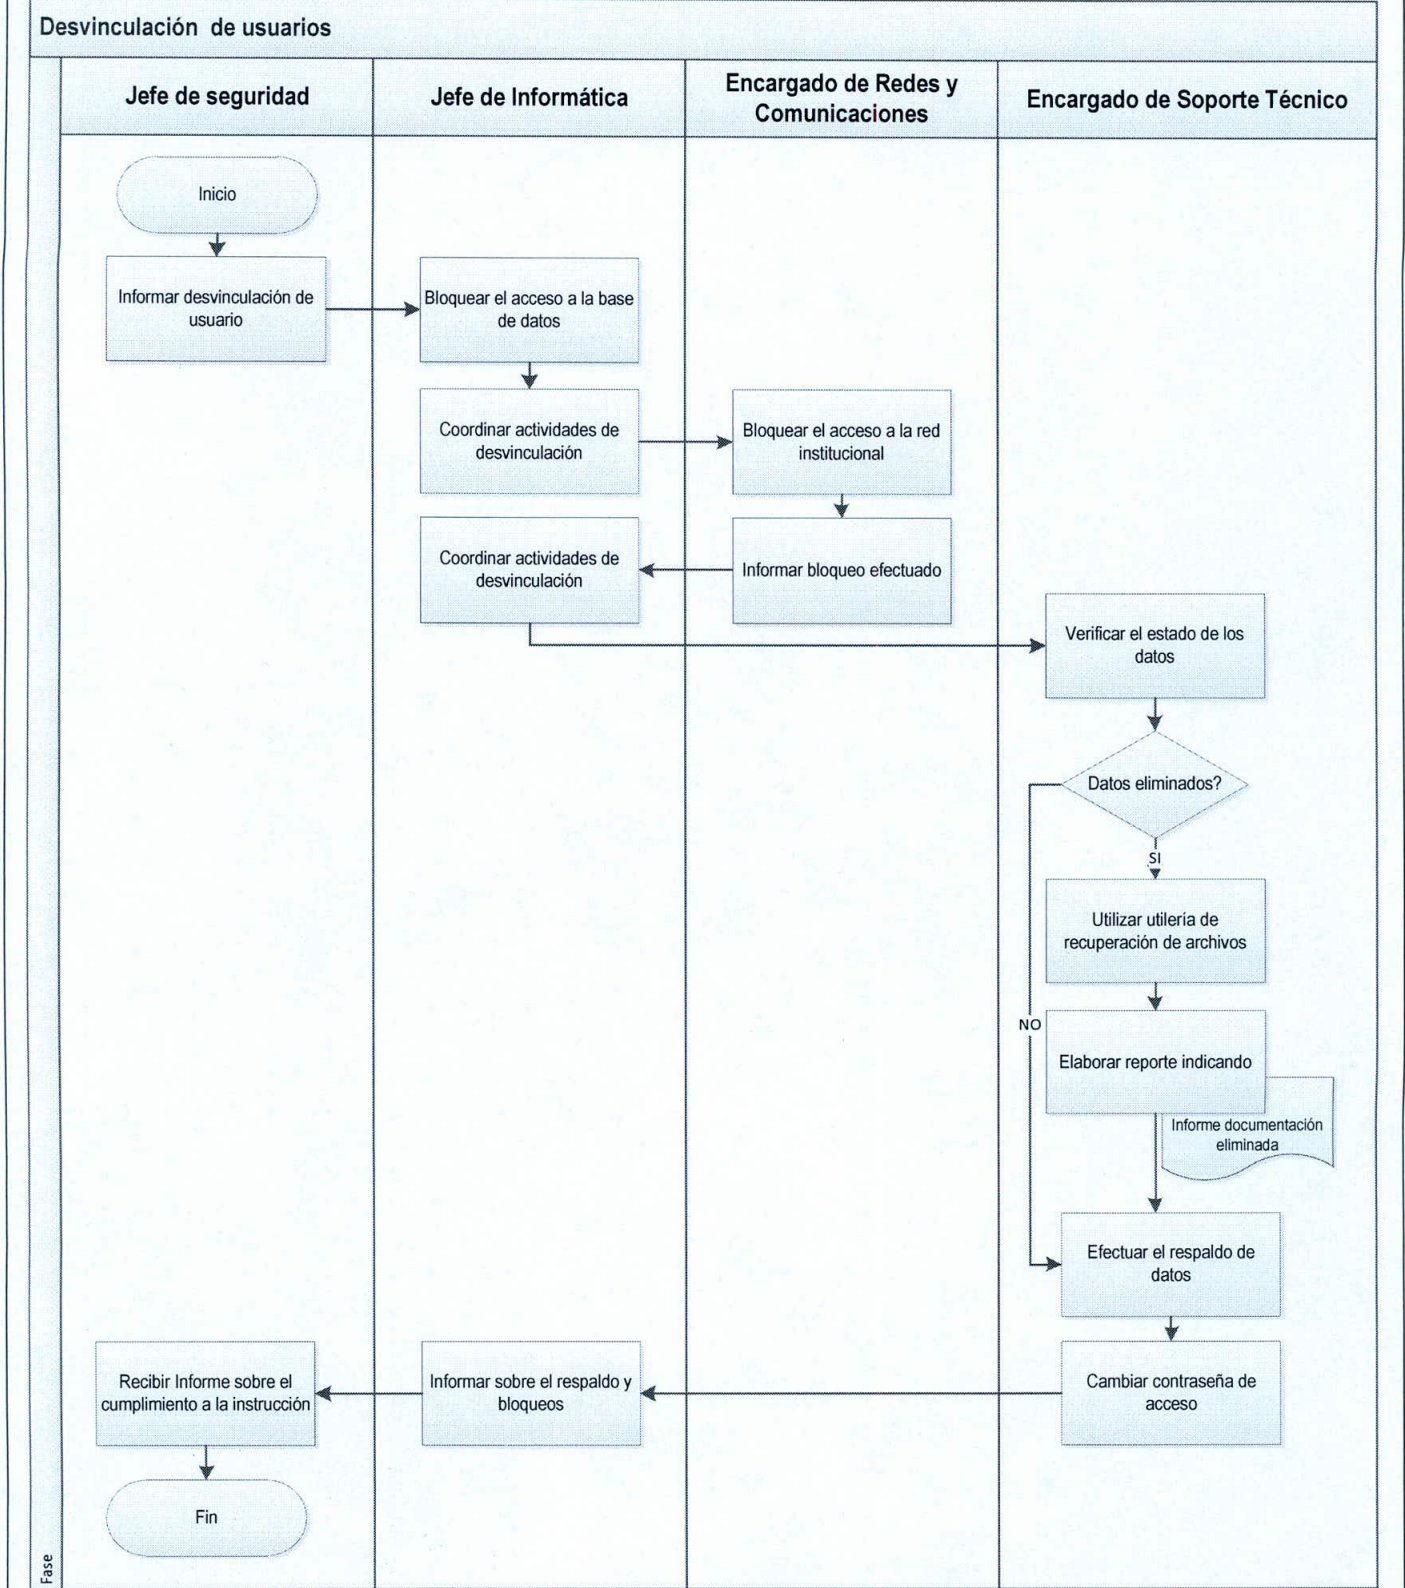 Desvinculación de usuarios
Jefe de seguridad
Jefe de Informática
Encargado de Redes y
Comunicaciones
Encargado de Soporte Técnico
Inicio
Informar desvinculación de
usuario
Bloquear el acceso a la base
de datos
Coordinar actividades de
desvinculación
Bloquear el acceso a la red
institucional
Informar bloqueo efectuado
Coordinar actividades de
desvinculación
Verificar el estado de los
datos
Datos eliminados?
SI
Utilizar utilería de
recuperación de archivos
NO
Elaborar reporte indicando
Informe documentación
eliminada
Efectuar el respaldo de
datos
Cambiar contraseña de
acceso
Informar sobre el respaldo y
bloqueos
Recibir Informe sobre el
cumplimiento a la instrucción
Fin
Fase